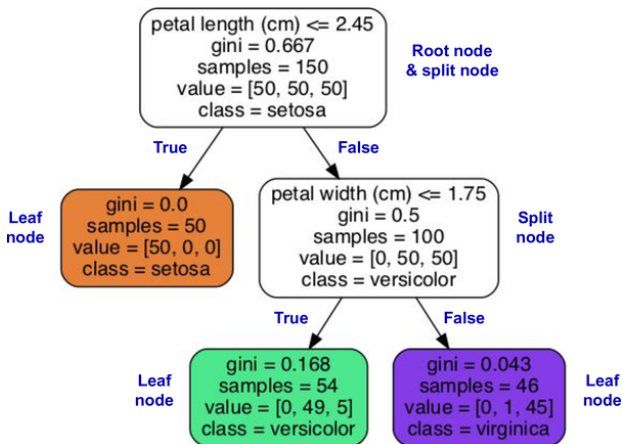 petal length (cm) <= 2.45
gini = 0.667
samples = 150
value = [50, 50, 50]
class = setosa
Root node
& split node
True
False
Leaf
node
gini = 0.0
samples = 50
value = [50, 0, 0]
class = setosa
petal width (cm) <= 1.75
gini = 0.5
samples = 100
value = [0, 50, 50]
class = versicolor
Split
node
True
False
Leaf
node
gini = 0.168
samples = 54
value = [0, 49, 5]
class = versicolor
gini = 0.043
samples = 46
value = [0, 1, 45]
class = virginica
Leaf
node